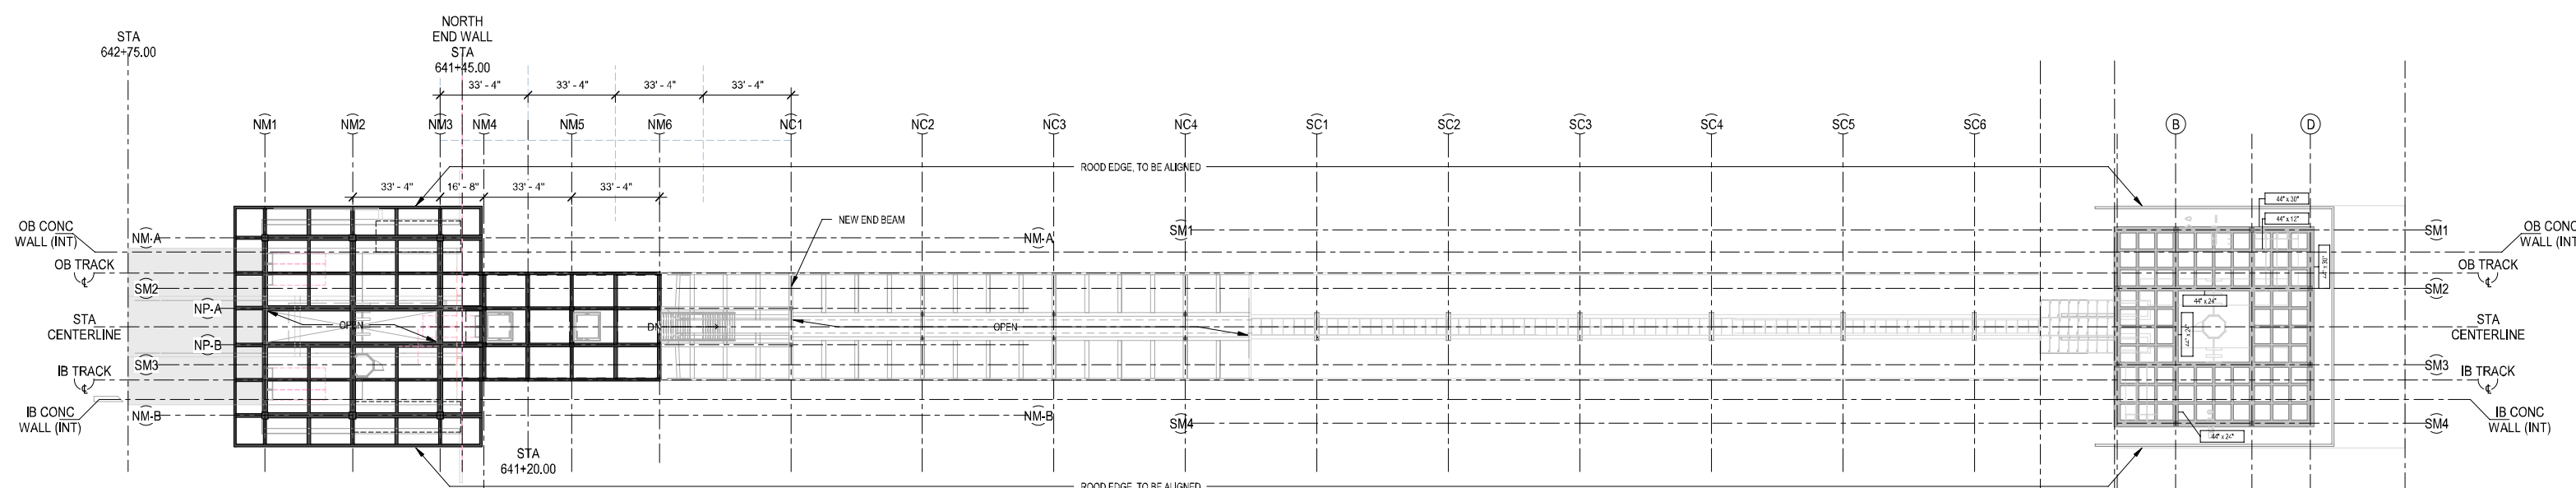 STA
642+75.00
NORTH
END WALL
STA
641+45.00
33' - 4"
33' - 4"
33' - 4"
33' - 4"
NM1
NM2
NM3
NM4
NM5
NM6
NC1
NC2
NC3
NC4
SC1
SC2
SC3
SC4
SC5
SC6
B
D
ROOD EDGE, TO BE ALIGNED
33' - 4"
16' - 8"
33' - 4"
33' - 4"
44" x 30"
44" x 12"
NEW END BEAM
OB CONC
WALL (INT)
NM-A
NM-A
SM1
SM1
OB CONC
WALL (INT
OB TRACK
OB TRACK
44" x 30"
SM2
SM2
44" x 24"
NP-A
STA
CENTERLINE
OPEN
DN
OPEN
44" x 24"
STA
CENTERLINE
NP-B
SM3
SM3
IB TRACK
IB TRACK
IB CONC
WALL (INT)
NM-B
NM-B
SM4
SM4
IB CONC
WALL (INT)
44" x 24"
STA
641+20.00
ROOD EDGE, TO BE ALIGNED